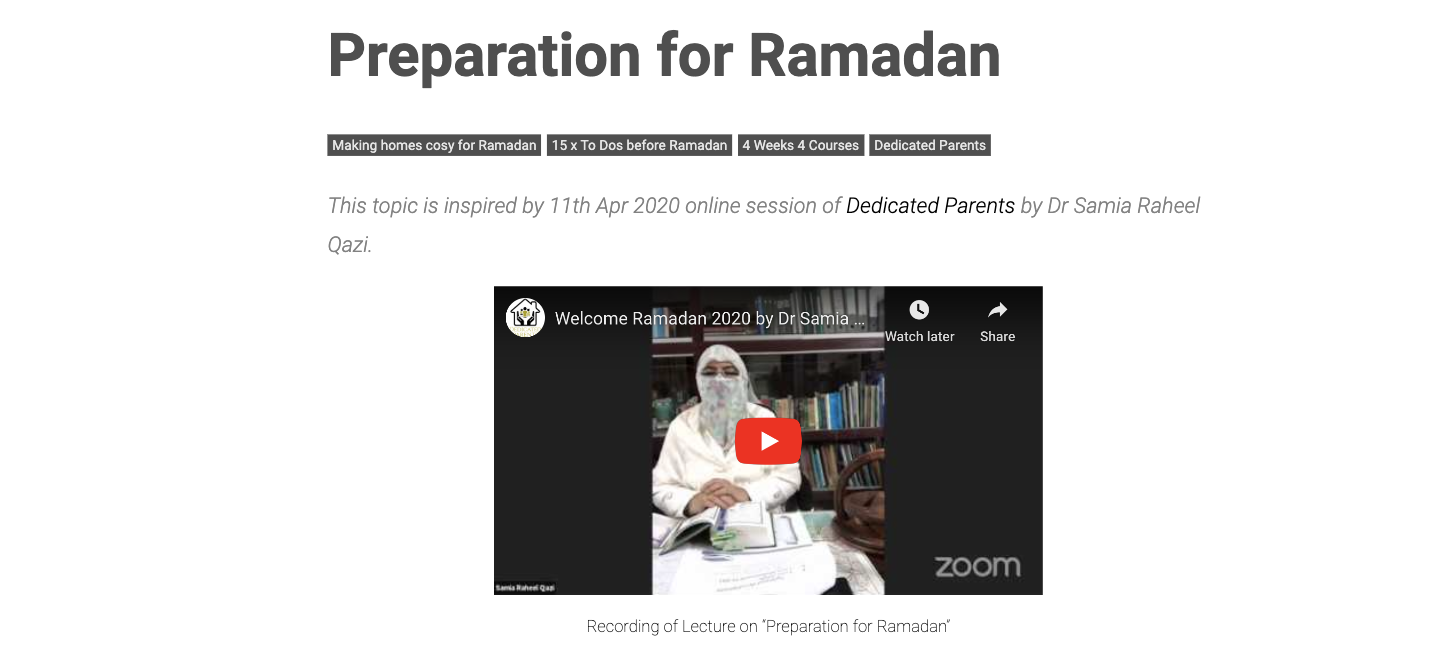 Preparation for Ramadan
Making homes cosy for Ramadan 15 x To Dos before Ramadan 4 Weeks 4 Courses Dedicated Parents
This topic is inspired by 11th Apr 2020 online session of Dedicated Parents by Dr Samia Raheel
Qazi.
Welcome Ramadan 2020 by Dr Samia ...
Watch later Share
zoom
Samia Raheel Qazi
Recording of Lecture on “Preparation for Ramadan”